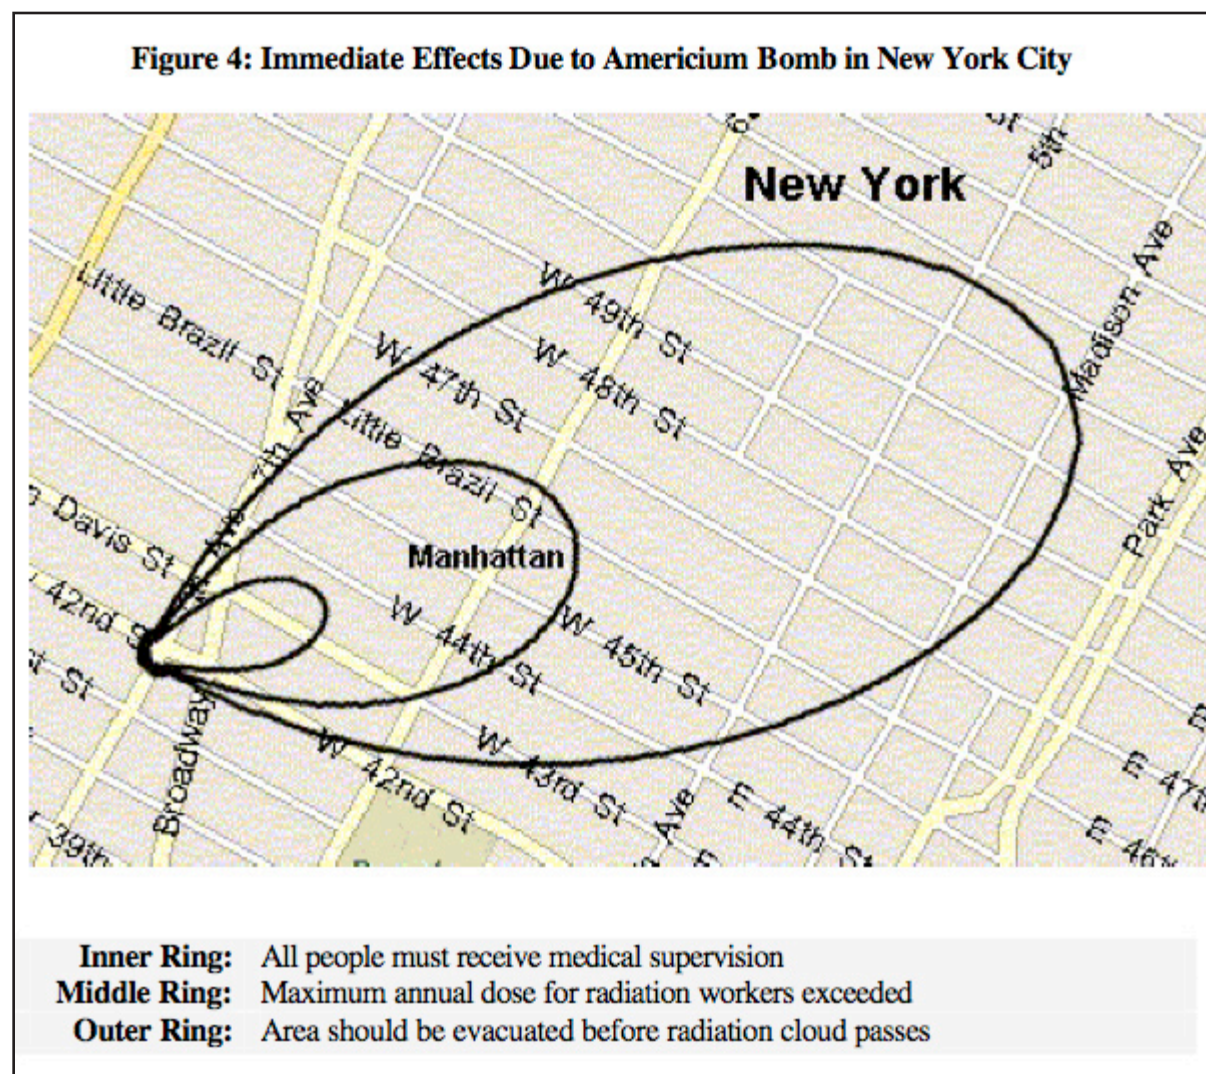 Figure 4: Immediate Effects Due to Americium Bomb in New York City
5th
New York
Madison Ave
W 49th St
Little Brazil St
W 47th St
W 48th St
7th Ave
Little Brazil St
Park Ave
Davis St
Ave
Manhattan
42nd S
W 44th St
W 45th St
St
Broadway
W 42nd St
W 43rd St
Ave
E 44th St
E 47th
E 46th
39th
Inner Ring: All people must receive medical supervision
Middle Ring: Maximum annual dose for radiation workers exceeded
Outer Ring: Area should be evacuated before radiation cloud passes